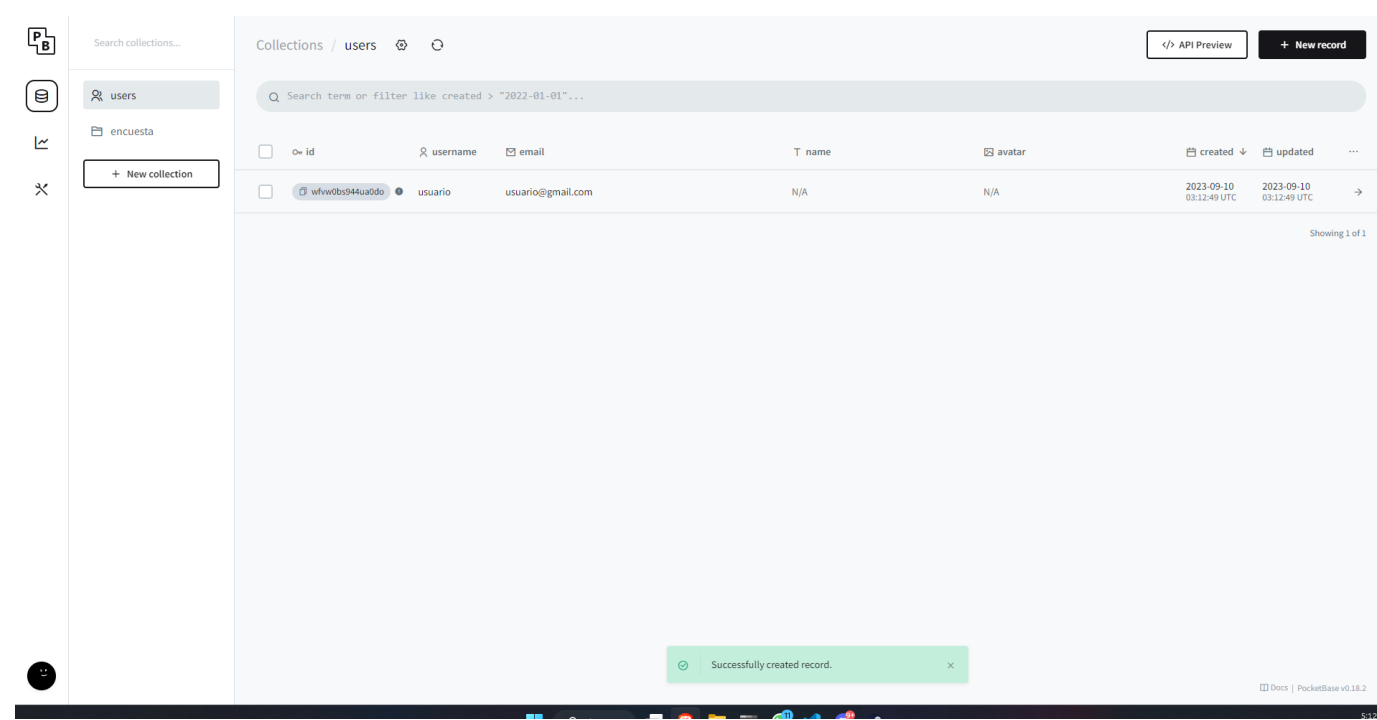 P
B
Search collections...
users
encuesta
+ New collection
Collections / users
</> API Preview
+ New record
Search term or filter like created > "2022-01-01"...
id username email name avatar created updated
wfvw0bs944ua0do usuario usuario@gmail.com N/A N/A 2023-09-10 2023-09-10
03:12:49 UTC 03:12:49 UTC
Showing 1 of 1
Successfully created record.
Docs | PocketBase v0.18.2
11 9+